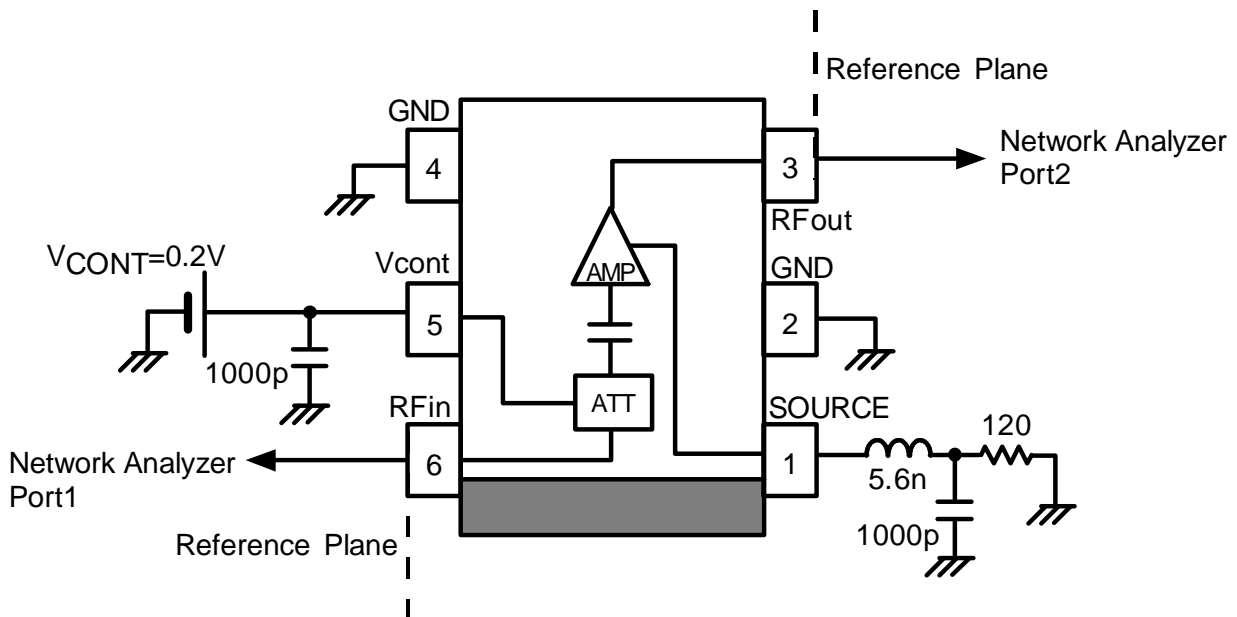 Reference Plane
GND
4
3
Network Analyzer
Port2
RFout
VCONT=0.2V
Vcont
AMP
GND
5
2
1000p
RFin
ATT
SOURCE
120
Network Analyzer
Port1
6
1
5.6n
1000p
Reference Plane